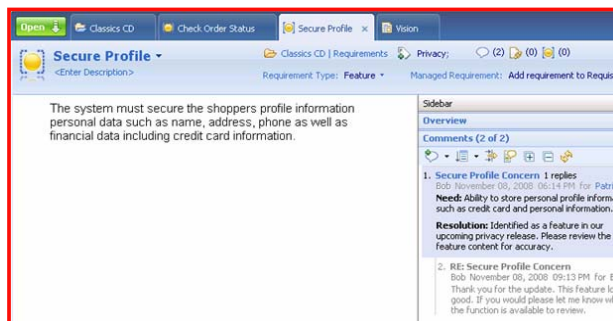 Open Classics CD Check Order Status Secure Profile x Vision
Secure Profile
<Enter Description>
Classics CD | Requirements Privacy; (2) (0) (0)
Requirement Type: Feature Managed Requirement: Add requirement to Requis
The system must secure the shoppers profile information
personal data such as name, address, phone as well as
financial data including credit card information.
Sidebar
Overview
Comments (2 of 2)
1. Secure Profile Concern 1 replies
Bob November 08, 2008 06:14 PM for Patri
Need: Ability to store personal profile informa
such as credit card and personal information.
Resolution: Identified as a feature in our
upcoming privacy release. Please review the
feature content for accuracy.
2. RE: Secure Profile Concern
Bob November 08, 2008 09:13 PM for B
Thank you for the update. This feature lo
good. If you would please let me know wh
the function is available to review.